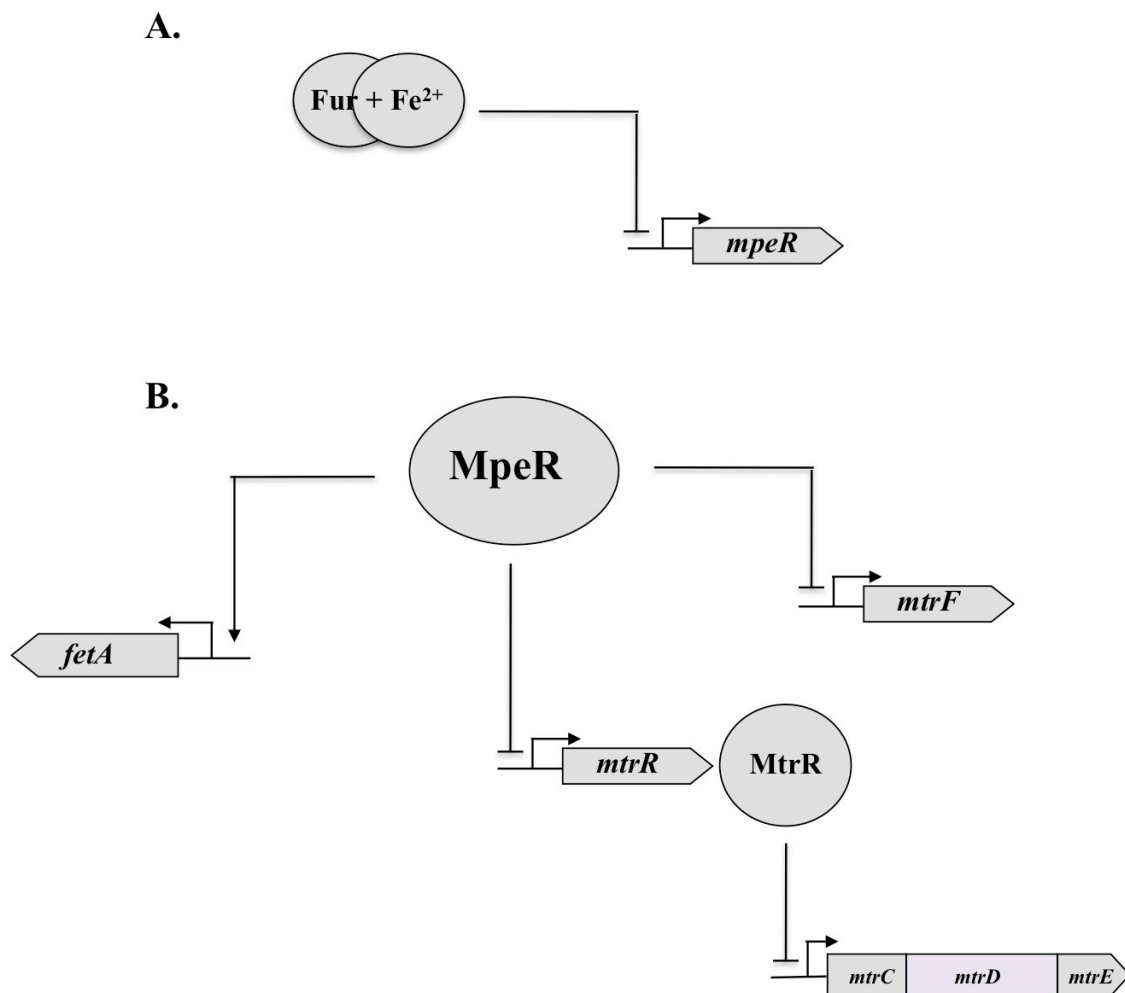 A.
Fur + Fe²⁺
mpeR
B.
MpeR
mtrF
fetA
mtrR
MtrR
mtrC mtrD mtrE